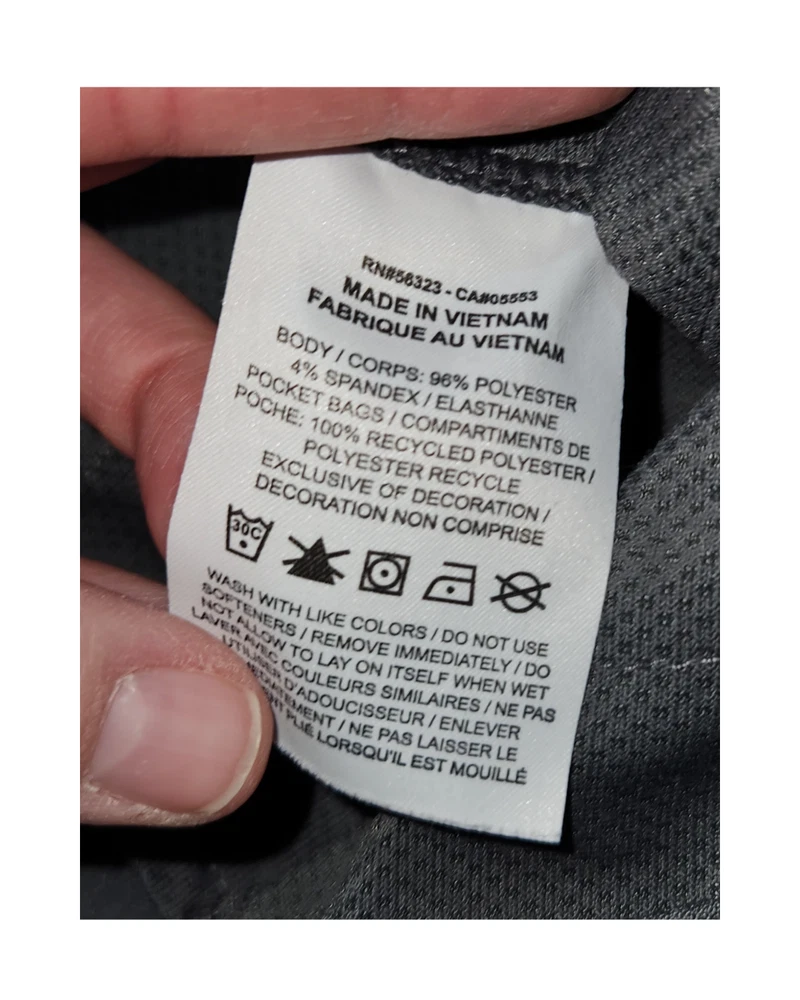 RN#56323 - CA#05553
MADE IN VIETNAM
FABRIQUE AU VIETNAM
BODY / CORPS: 96% POLYESTER
4% SPANDEX / ELASTHANNE
POCKET BAGS / COMPARTIMENTS DE
POCHE: 100% RECYCLED POLYESTER /
POLYESTER RECYCLE
EXCLUSIVE OF DECORATION /
DECORATION NON COMPRISE
30C
WASH WITH LIKE COLORS / DO NOT USE
SOFTENERS / REMOVE IMMEDIATELY / DO
NOT ALLOW TO LAY ON ITSELF WHEN WET
LAVER AVEC COULEURS SIMILAIRES / NE PAS
UTILISER D'ADOUCISSEUR / ENLEVER
/ NE PAS LAISSER LE
PLIÉ LORSQU'IL EST MOUILLÉ